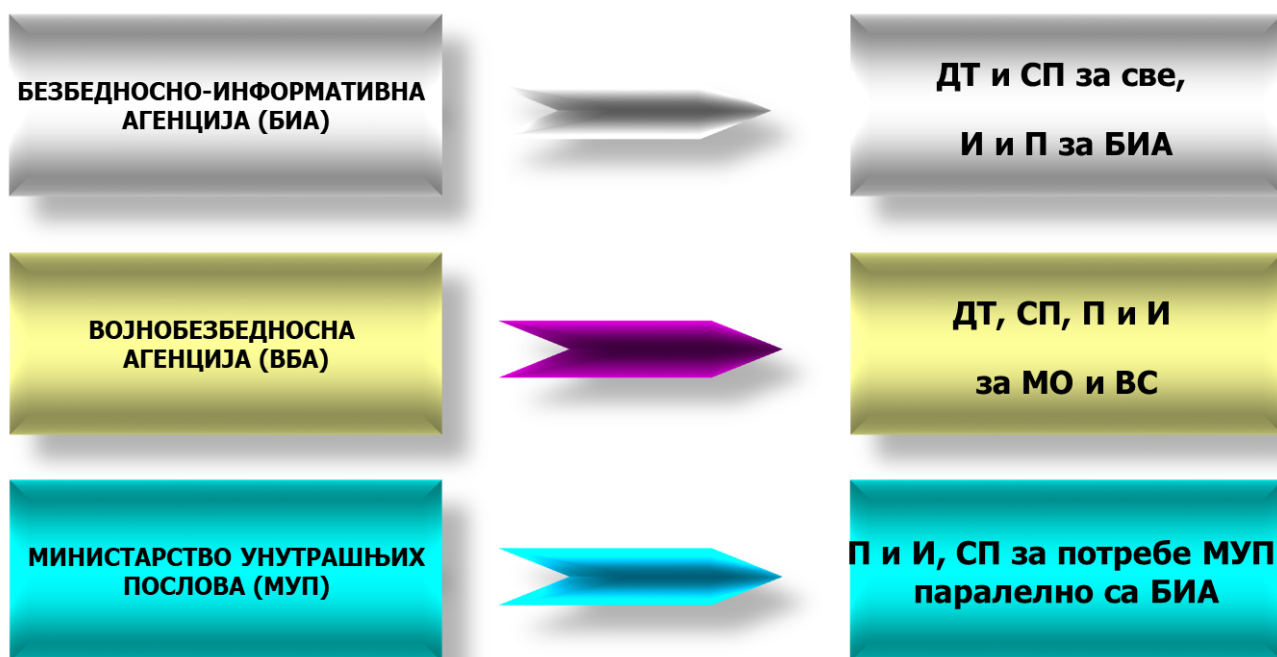 БЕЗБЕДНОСНО-ИНФОРМАТИВНА
АГЕНЦИЈА (БИА)
ДТ и СП за све,
И и П за БИА
ВОЈНОБЕЗБЕДНОСНА
АГЕНЦИЈА (ВБА)
ДТ, СП, П и И
за МО и ВС
МИНИСТАРСТВО УНУТРАШЊИХ
ПОСЛОВА (МУП)
П и И, СП за потребе МУП
паралелно са БИА